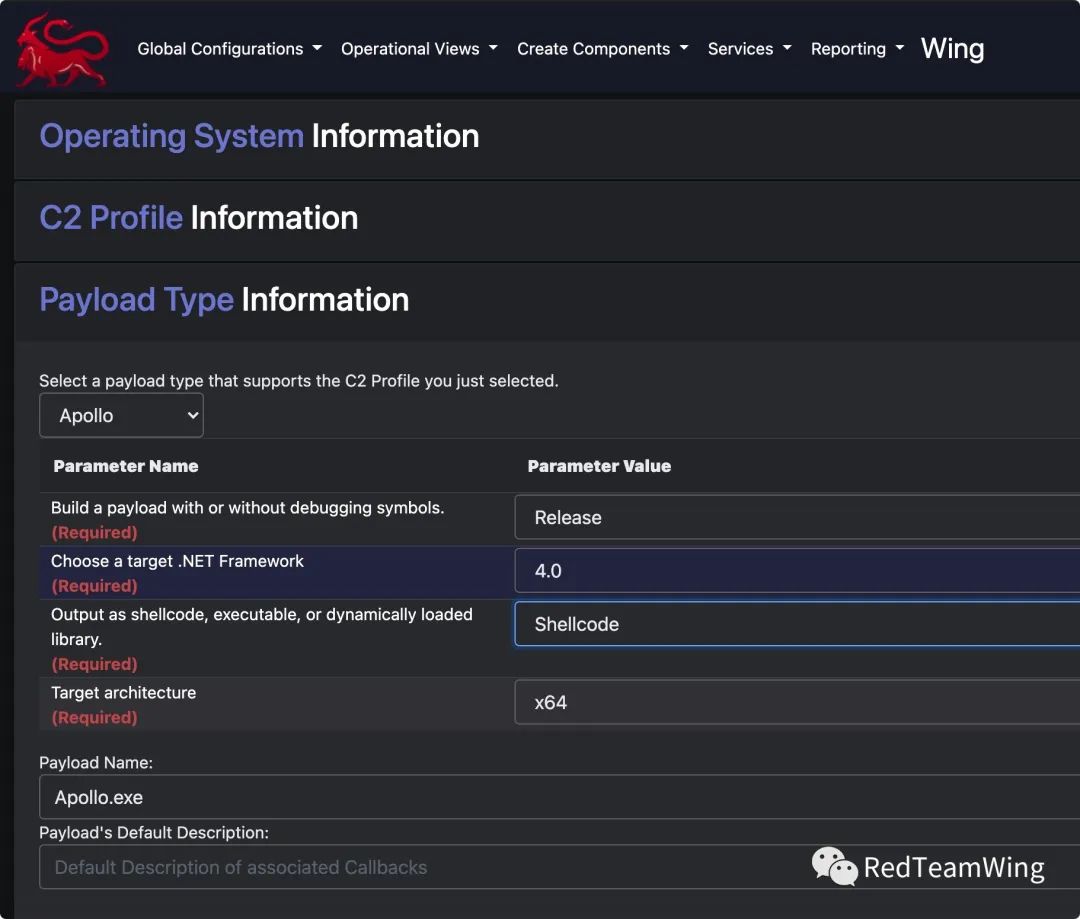 Global Configurations Operational Views Create Components Services Reporting Wing
Operating System Information
C2 Profile Information
Payload Type Information
Select a payload type that supports the C2 Profile you just selected.
Apollo
Parameter Name Parameter Value
Build a payload with or without debugging symbols.
(Required)
Release
Choose a target .NET Framework
(Required)
4.0
Output as shellcode, executable, or dynamically loaded
library.
(Required)
Shellcode
Target architecture
(Required)
x64
Payload Name:
Apollo.exe
Payload's Default Description:
Default Description of associated Callbacks
RedTeamWing